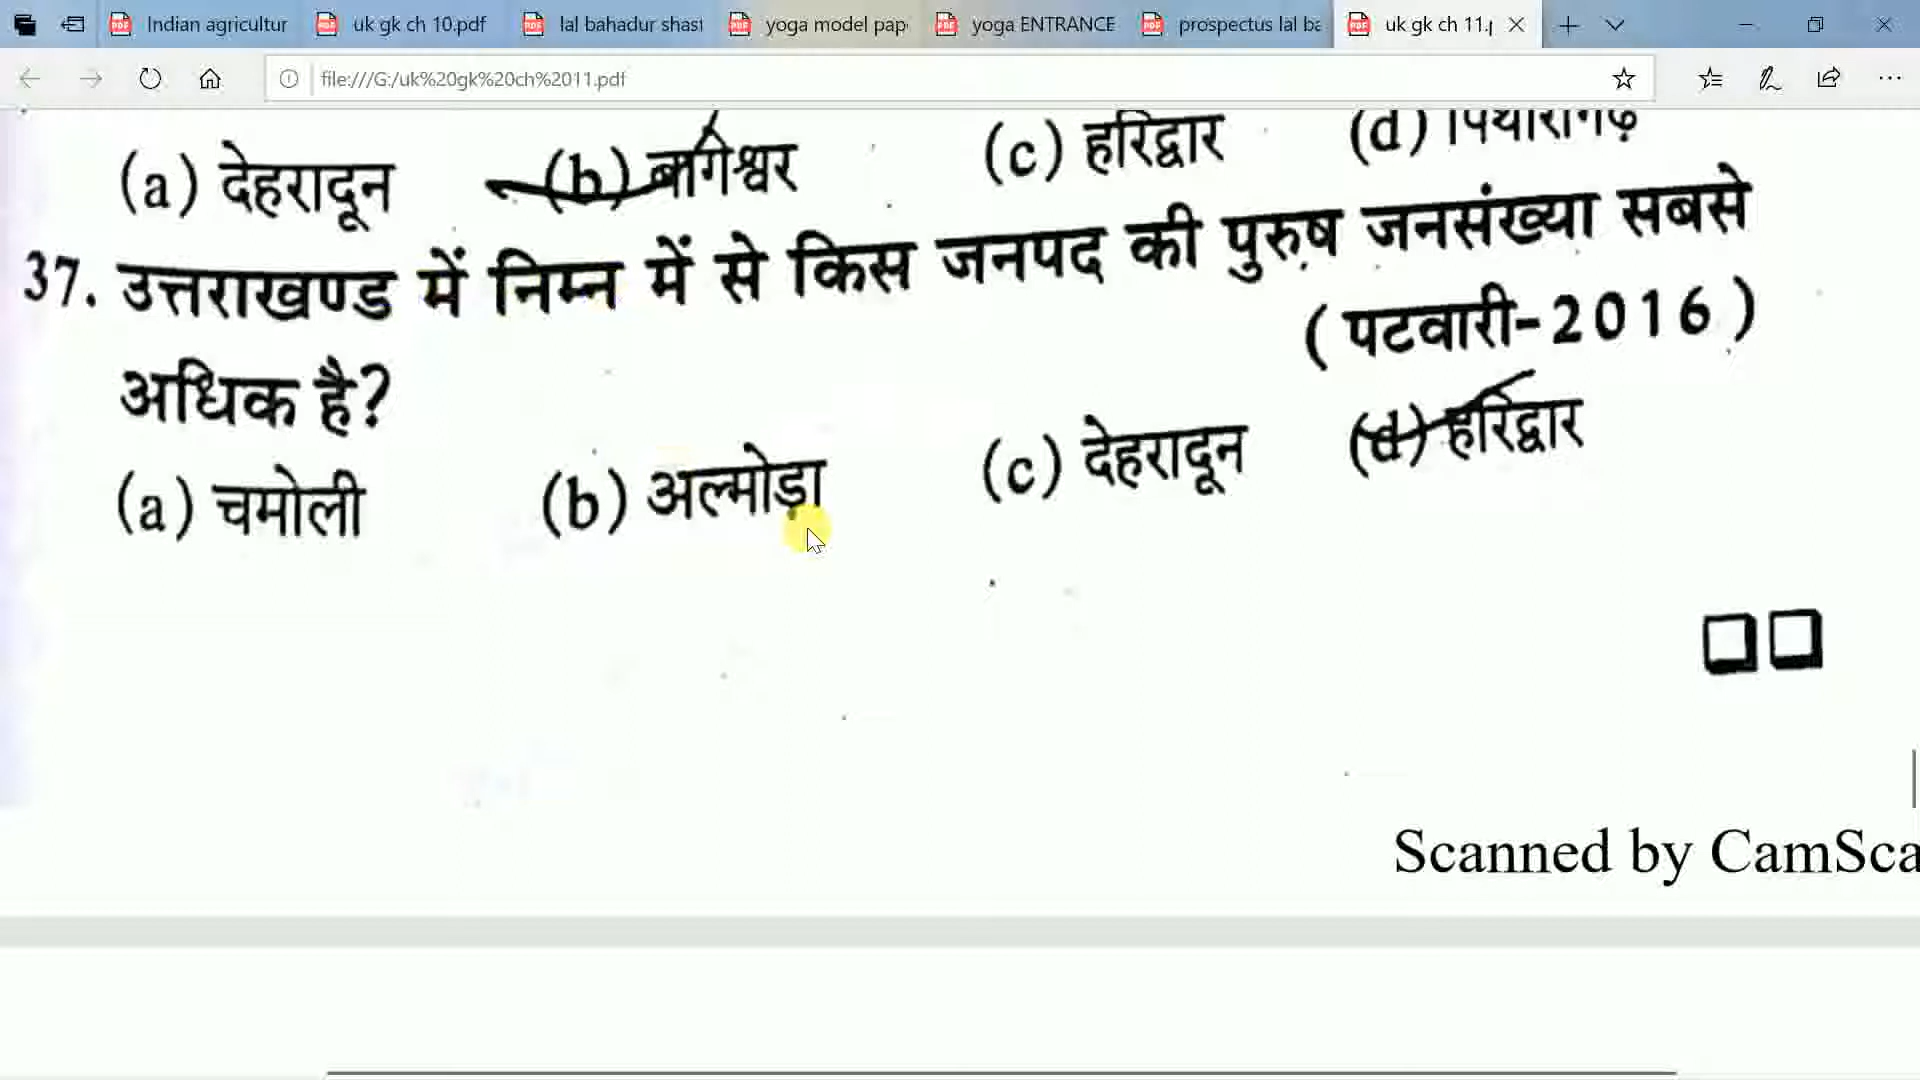 Indian agricultur uk gk ch 10.pdf lal bahadur shast yoga model pap yoga ENTRANCE prospectus lal ba uk gk ch 11.p
file:///G:/uk%20gk%20ch%2011.pdf
(a) देहरादून (b) बागेश्वर (c) हरिद्वार (d) पिथौरागढ़
37. उत्तराखण्ड में निम्न में से किस जनपद की पुरुष जनसंख्या सबसे
अधिक है? (पटवारी-2016)
(a) चमोली (b) अल्मोड़ा (c) देहरादून (d) हरिद्वार
Scanned by CamSca